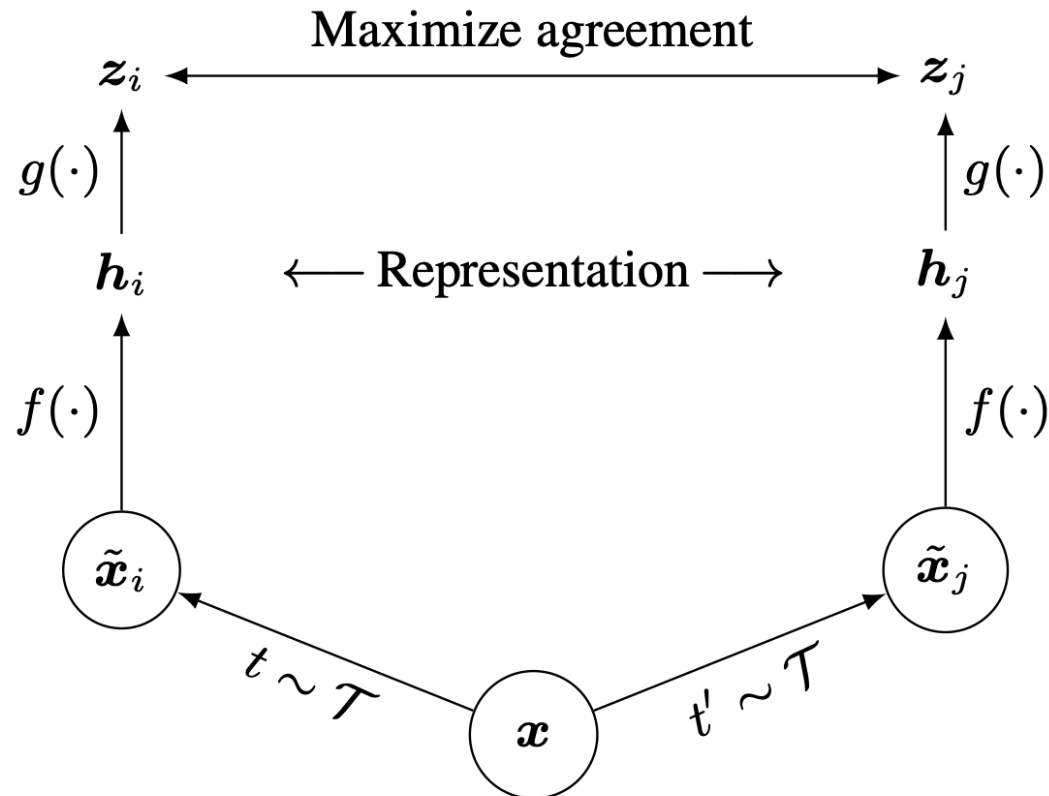 Maximize agreement
z_i z_j
g(·) g(·)
h_i ← Representation → h_j
f(·) f(·)
x̃_i x̃_j
t ∼ 𝒯 t′ ∼ 𝒯
x